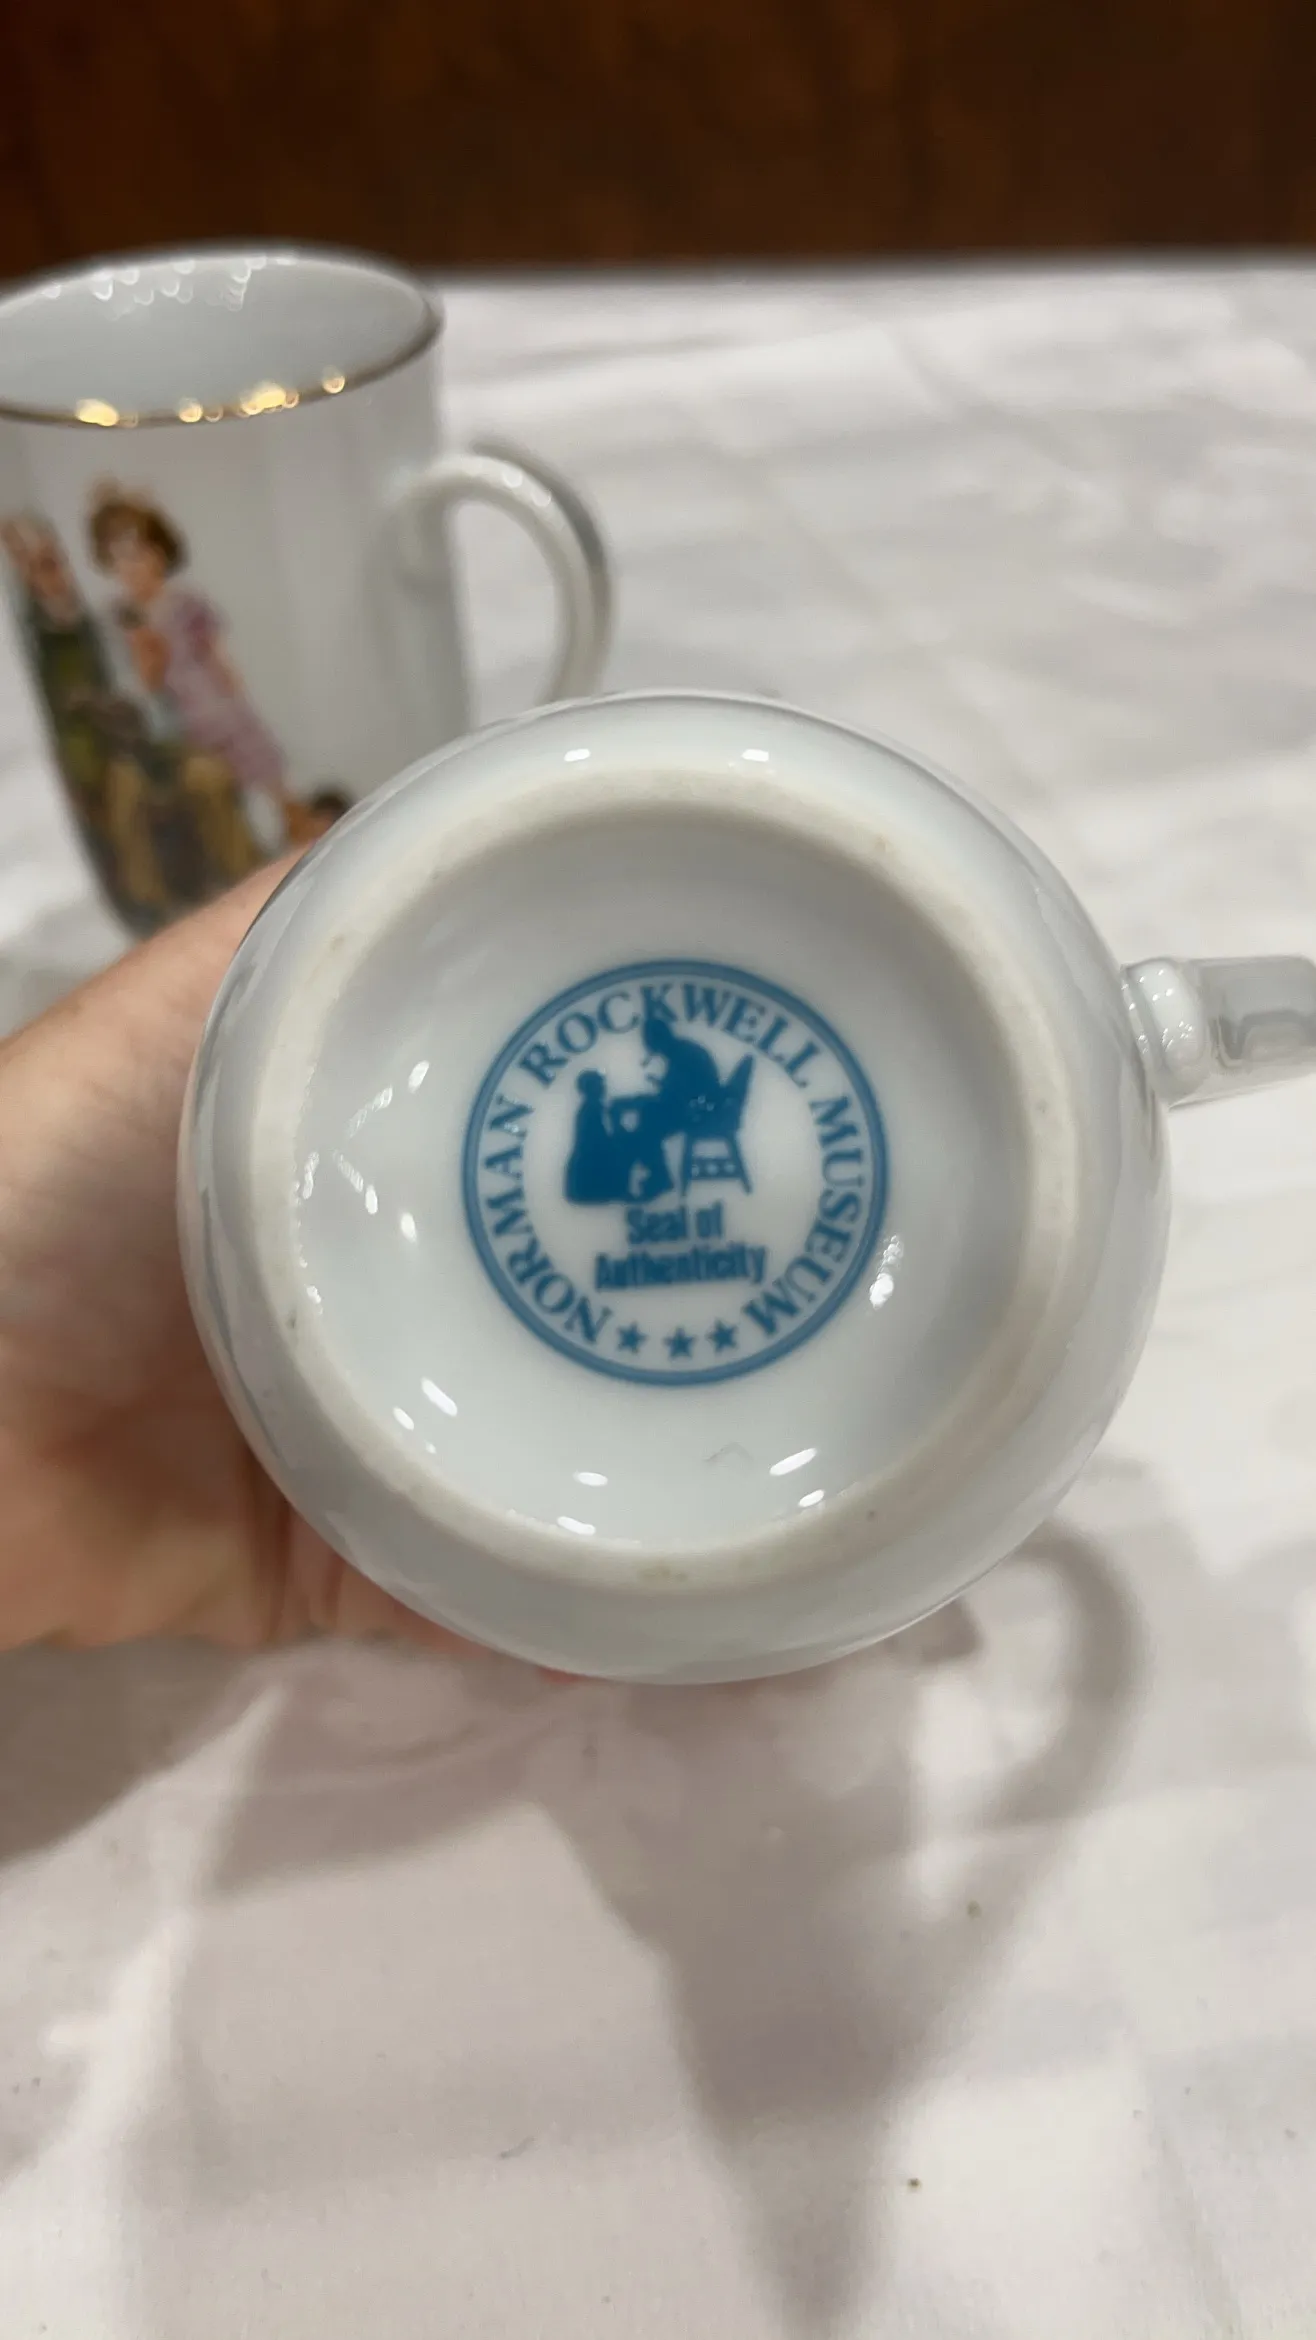 NORMAN ROCKWELL MUSEUM
Seal of
Authenticity